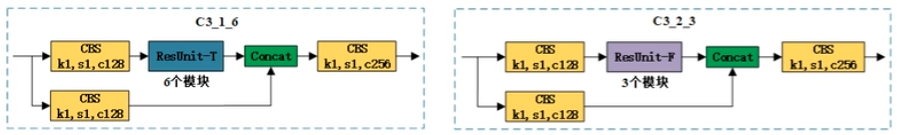 C3_1_6
CBS
k1,s1,c128
ResUnit-T
6个模块
Concat
CBS
k1,s1,c256
CBS
k1,s1,c128
C3_2_3
CBS
k1,s1,c128
ResUnit-F
3个模块
Concat
CBS
k1,s1,c256
CBS
k1,s1,c128